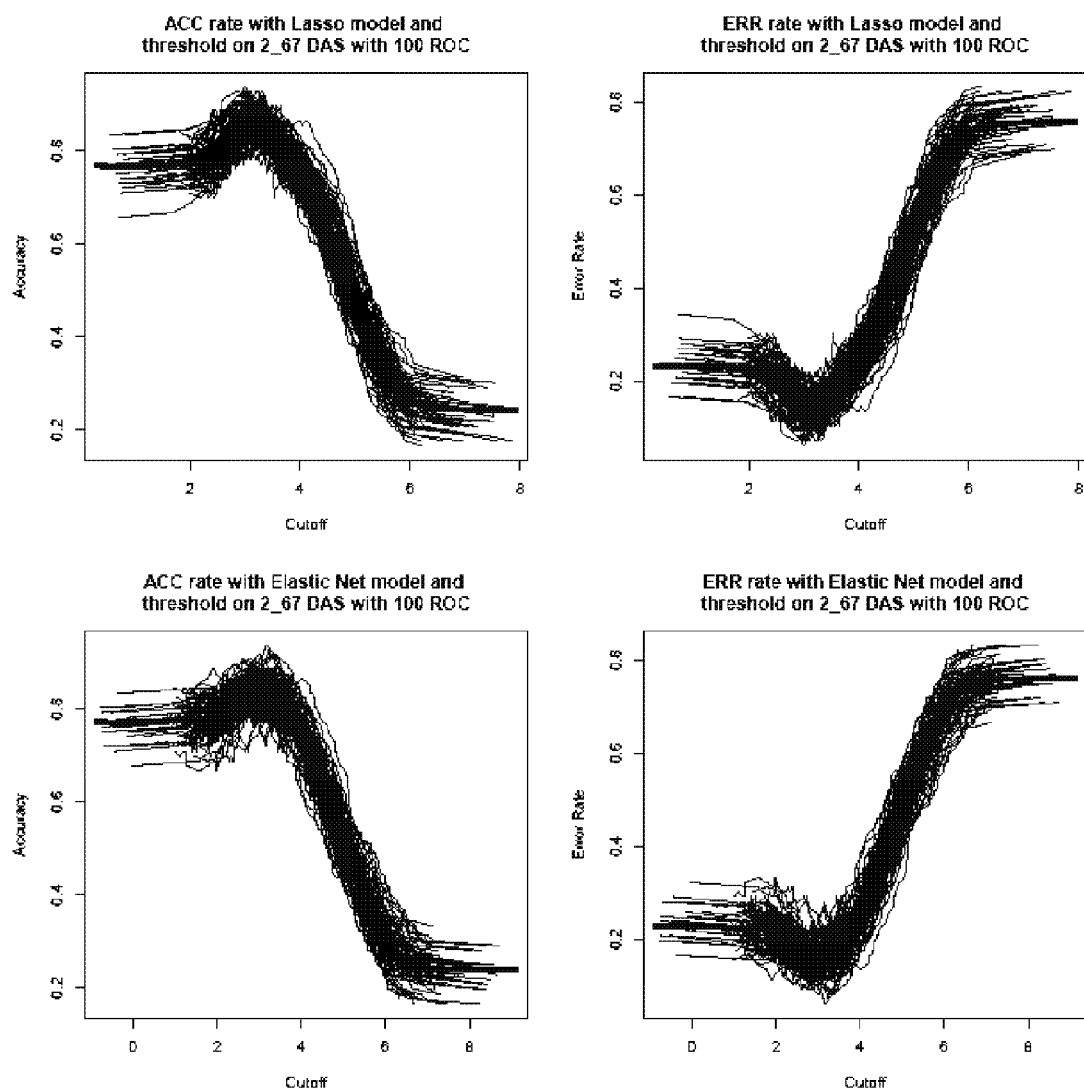 ACC rate with Lasso model and
threshold on 2_67 DAS with 100 ROC
Accuracy
0.8
0.6
0.4
0.2
2 4 6 8
Cutoff
ERR rate with Lasso model and
threshold on 2_67 DAS with 100 ROC
Error Rate
0.8
0.6
0.4
0.2
2 4 6 8
Cutoff
ACC rate with Elastic Net model and
threshold on 2_67 DAS with 100 ROC
Accuracy
0.8
0.6
0.4
0.2
0 2 4 6 8
Cutoff
ERR rate with Elastic Net model and
threshold on 2_67 DAS with 100 ROC
Error Rate
0.8
0.6
0.4
0.2
0 2 4 6 8
Cutoff